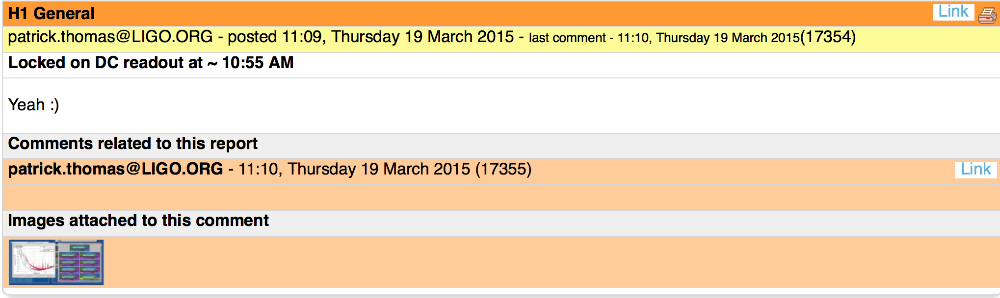 H1 General Link
patrick.thomas@LIGO.ORG - posted 11:09, Thursday 19 March 2015 - last comment - 11:10, Thursday 19 March 2015(17354)
Locked on DC readout at ~ 10:55 AM
Yeah :)
Comments related to this report
patrick.thomas@LIGO.ORG - 11:10, Thursday 19 March 2015 (17355) Link
Images attached to this comment